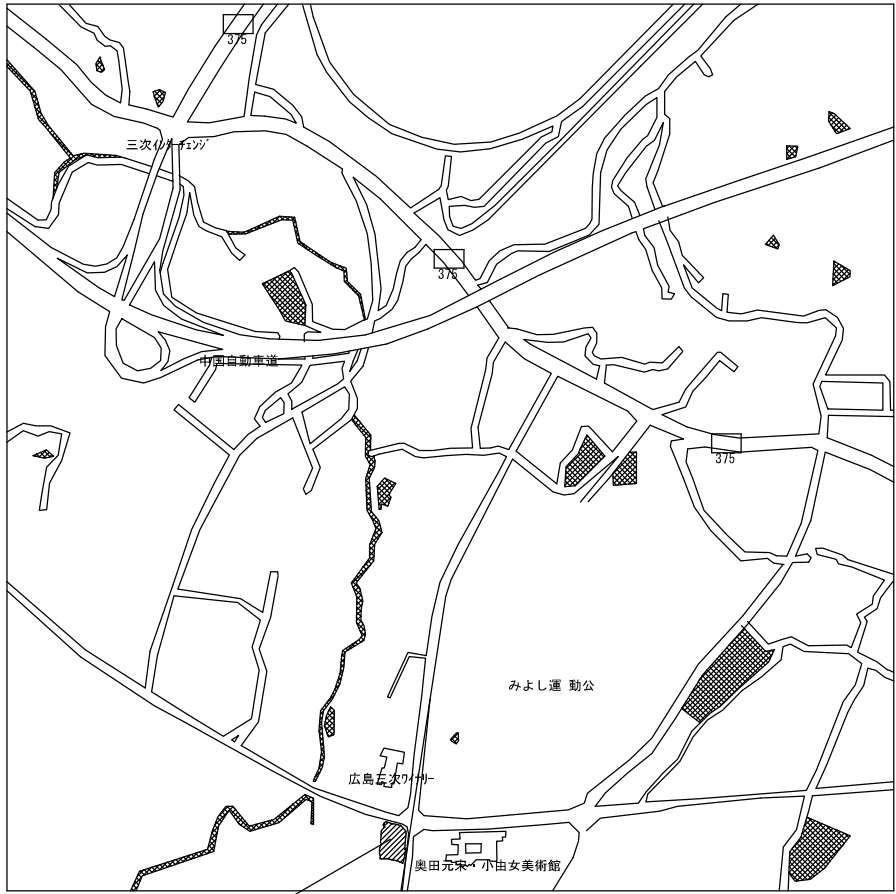 375
三次ｲﾝﾀｰﾁｪﾝｼﾞ
375
中国自動車道
375
みよし運 動公
広島三次ﾜｲﾅﾘｰ
奥田元宋・小由女美術館